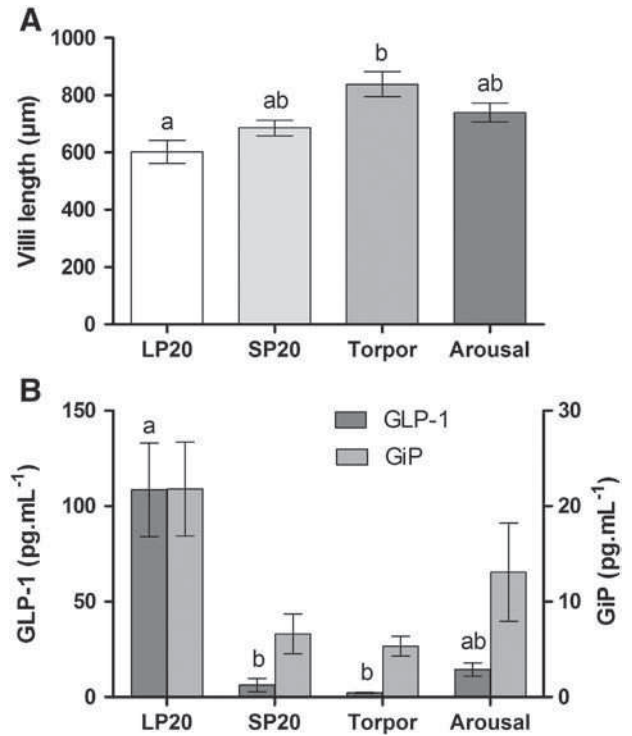 A
Villi length (µm)
1000
800
600
400
200
0
a
ab
b
ab
LP20 SP20 Torpor Arousal
B
GLP-1 (pg.mL-1)
150
100
50
0
a
b
b
ab
GLP-1
GiP
30
20
10
0
GiP (pg.mL-1)
LP20 SP20 Torpor Arousal